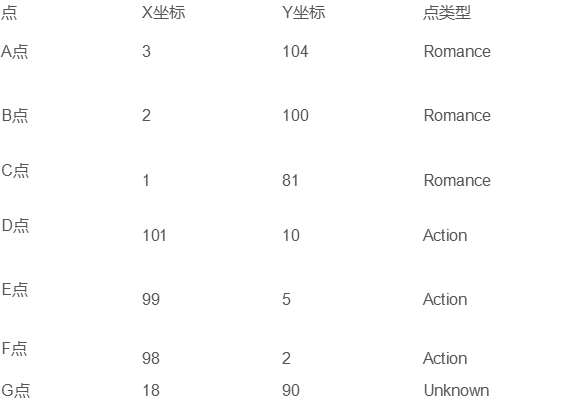 点 X坐标 Y坐标 点类型
A点 3 104 Romance
B点 2 100 Romance
C点 1 81 Romance
D点 101 10 Action
E点 99 5 Action
F点 98 2 Action
G点 18 90 Unknown